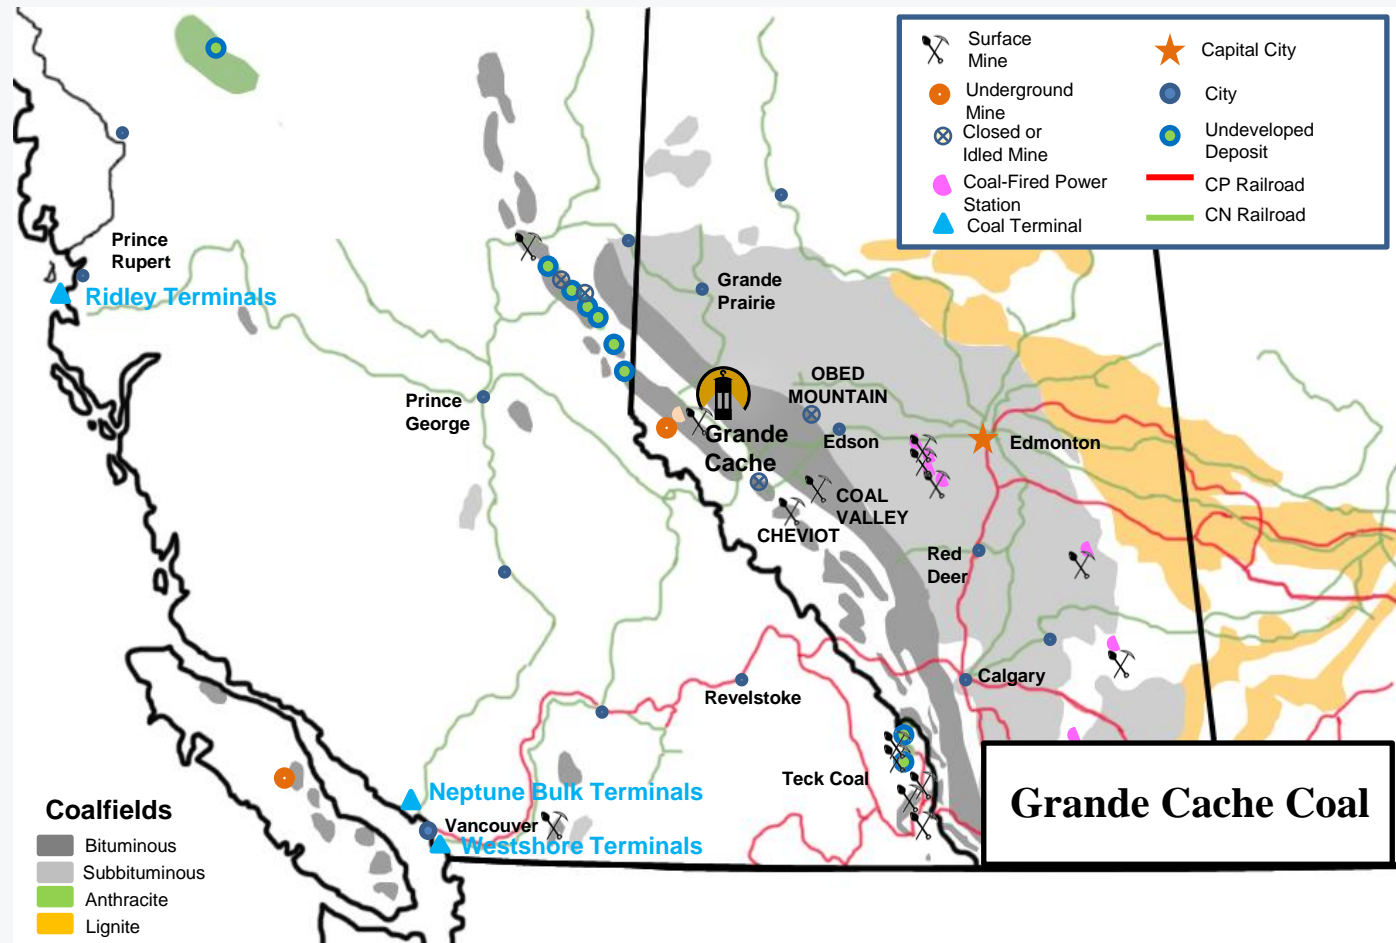 Surface
Mine
Capital City
Underground
Mine
City
Closed or
Idled Mine
Undeveloped
Deposit
Coal-Fired Power
Station
CP Railroad
Coal Terminal
CN Railroad
Prince
Rupert
Ridley Terminals
Grande
Prairie
OBED
MOUNTAIN
Prince
George
Grande
Cache
Edson
Edmonton
COAL
VALLEY
CHEVIOT
Red
Deer
Calgary
Revelstoke
Teck Coal
Neptune Bulk Terminals
Vancouver
Westshore Terminals
Grande Cache Coal
Coalfields
Bituminous
Subbituminous
Anthracite
Lignite